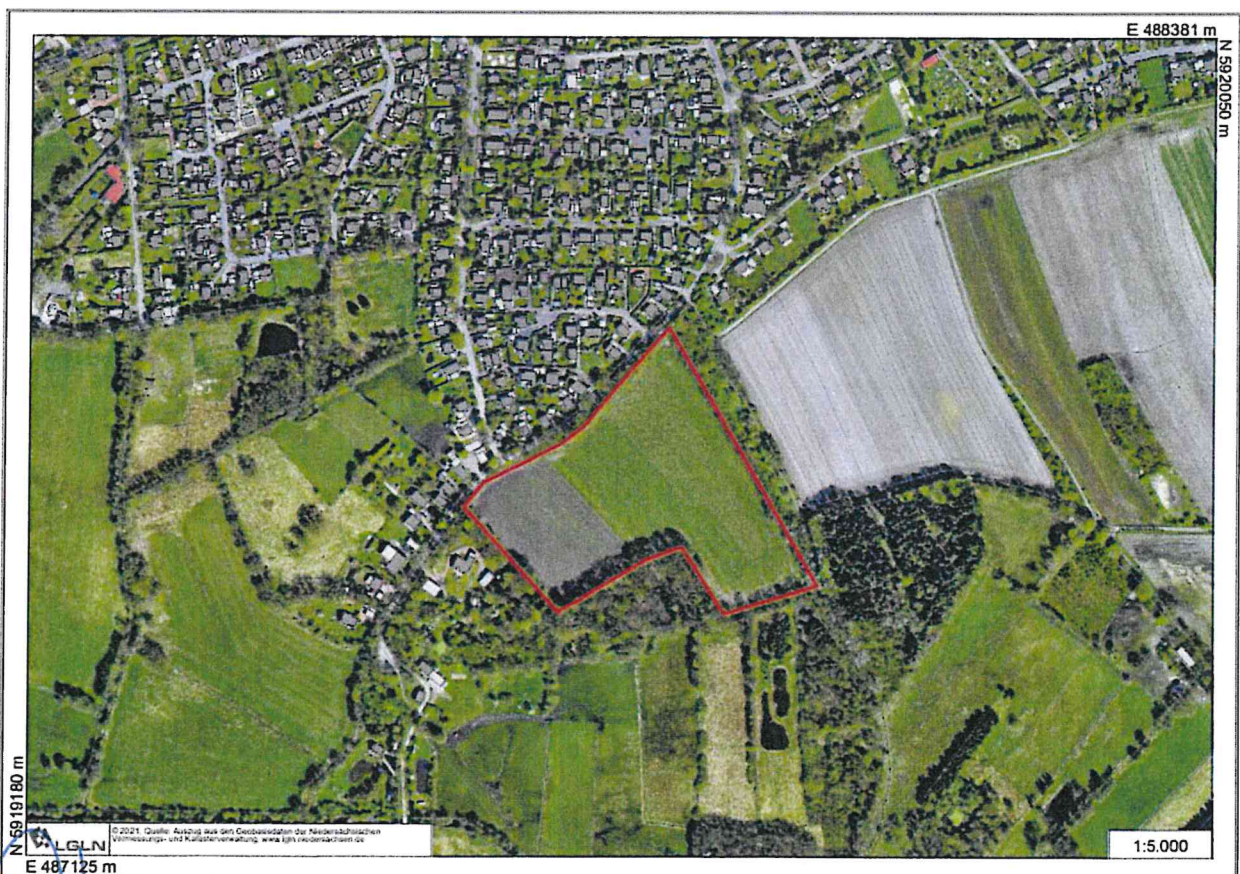 E 488381 m
N 5920050 m
N 5919180 m
LGLN
© 2021, Quelle: Auszug aus den Geobasisdaten der Niedersächsischen
Vermessungs- und Katasterverwaltung, www.lgln.niedersachsen.de
1:5.000
E 487125 m